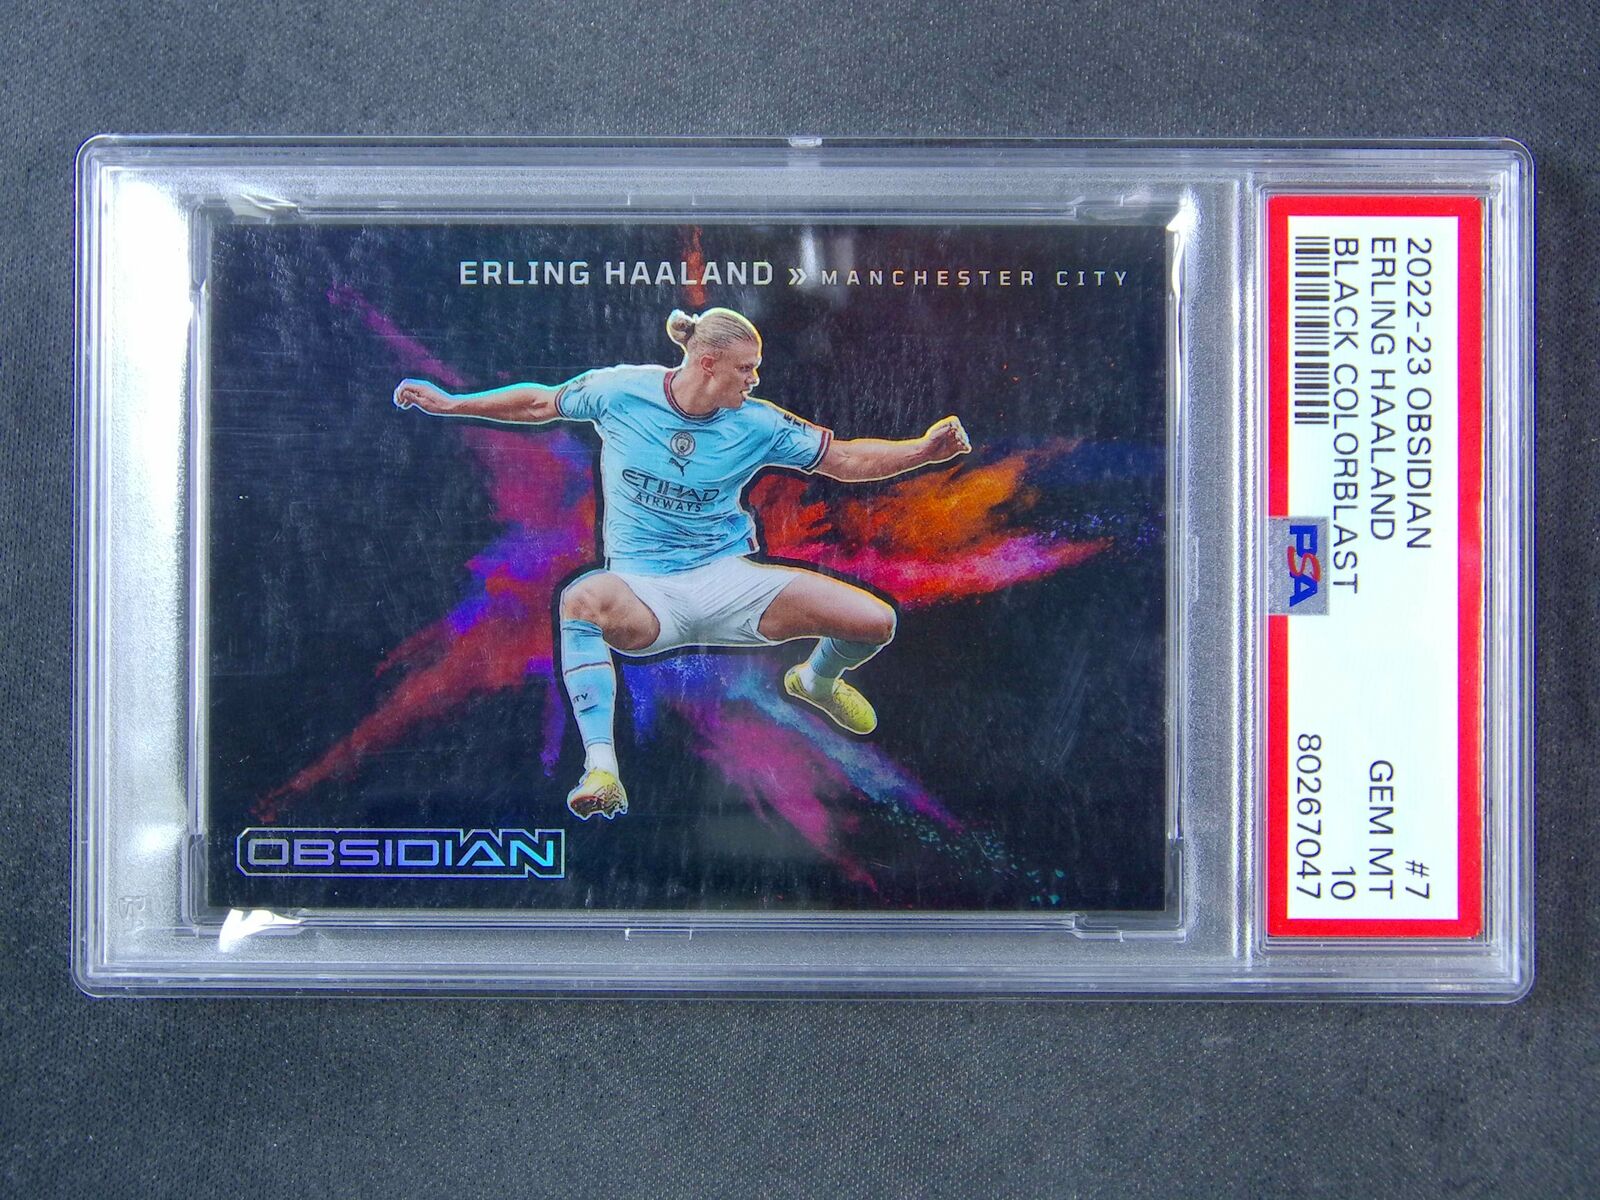 ERLING HAALAND » MANCHESTER CITY
ETIHAD
AIRWAYS
OBSIDIAN
2022-23 OBSIDIAN #7
ERLING HAALAND GEM MT
BLACK COLORBLAST 10
80267047
PSA